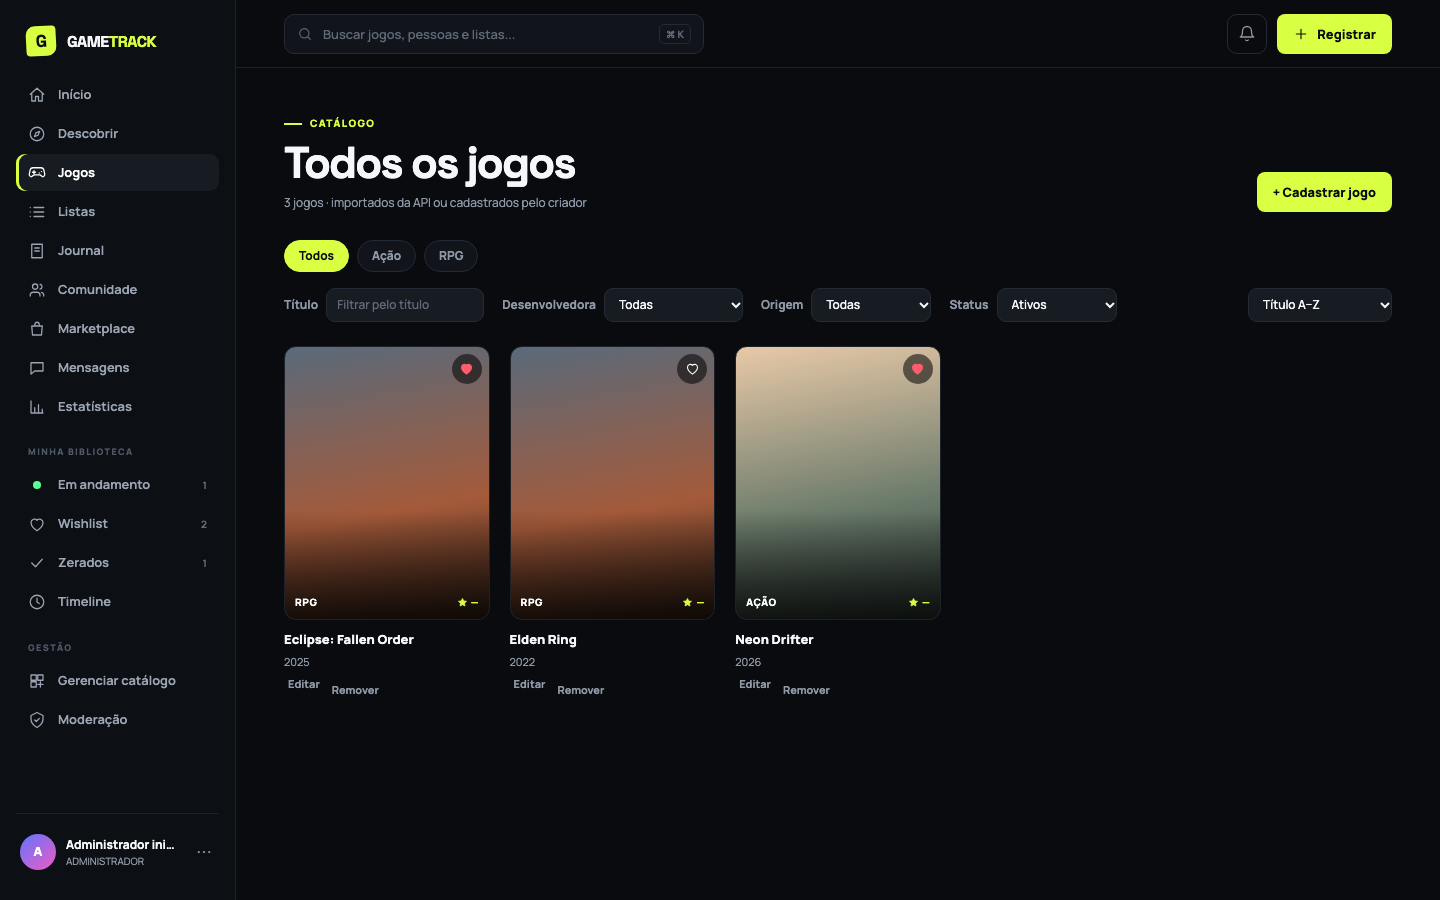 G GAMETRACK
Buscar jogos, pessoas e listas...
⌘ K
+ Registrar
Início
Descobrir
Jogos
Listas
Journal
Comunidade
Marketplace
Mensagens
Estatísticas
MINHA BIBLIOTECA
Em andamento 1
Wishlist 2
Zerados 1
Timeline
GESTÃO
Gerenciar catálogo
Moderação
A
Administrador ini...
ADMINISTRADOR
CATÁLOGO
Todos os jogos
3 jogos · importados da API ou cadastrados pelo criador
+ Cadastrar jogo
Todos Ação RPG
Título Filtrar pelo título Desenvolvedora Todas Origem Todas Status Ativos Título A–Z
RPG ★ –
Eclipse: Fallen Order
2025
Editar Remover
RPG ★ –
Elden Ring
2022
Editar Remover
AÇÃO ★ –
Neon Drifter
2026
Editar Remover